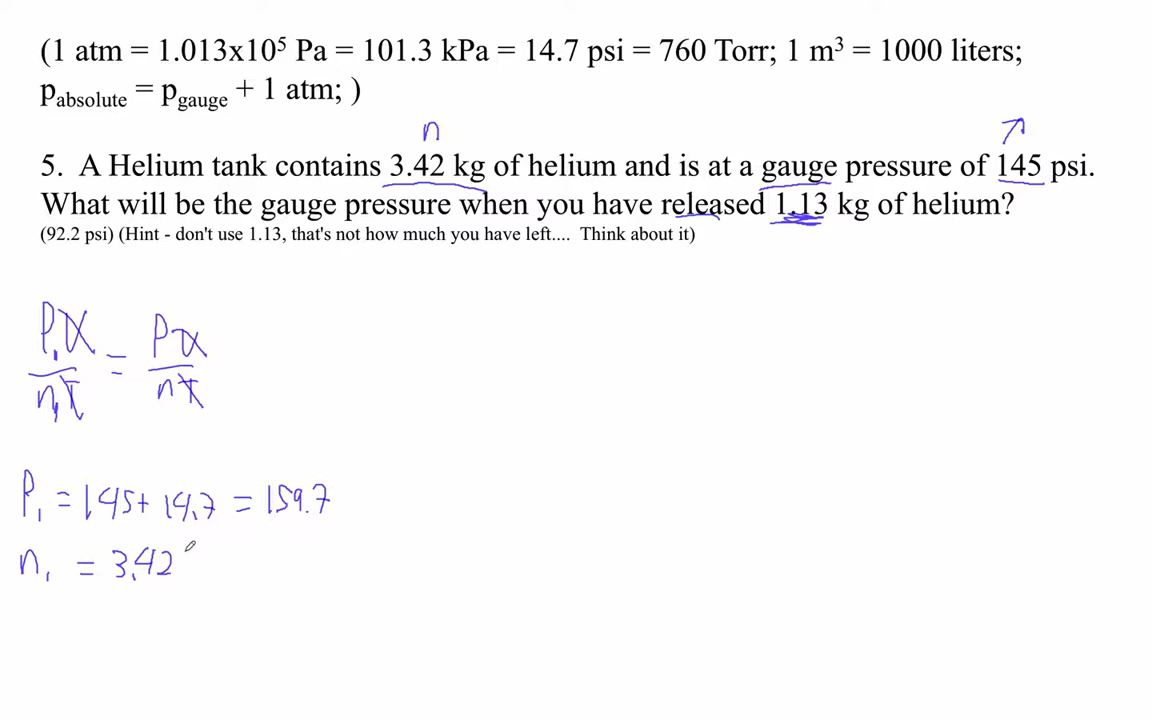 (1 atm = 1.013x10⁵ Pa = 101.3 kPa = 14.7 psi = 760 Torr; 1 m³ = 1000 liters;
p_absolute = p_gauge + 1 atm; )
n
5. A Helium tank contains 3.42 kg of helium and is at a gauge pressure of 145 psi.
What will be the gauge pressure when you have released 1.13 kg of helium?
(92.2 psi) (Hint - don't use 1.13, that's not how much you have left.... Think about it)
P₁V/n₁T = PV/nT
P₁ = 145 + 14.7 = 159.7
n₁ = 3.42